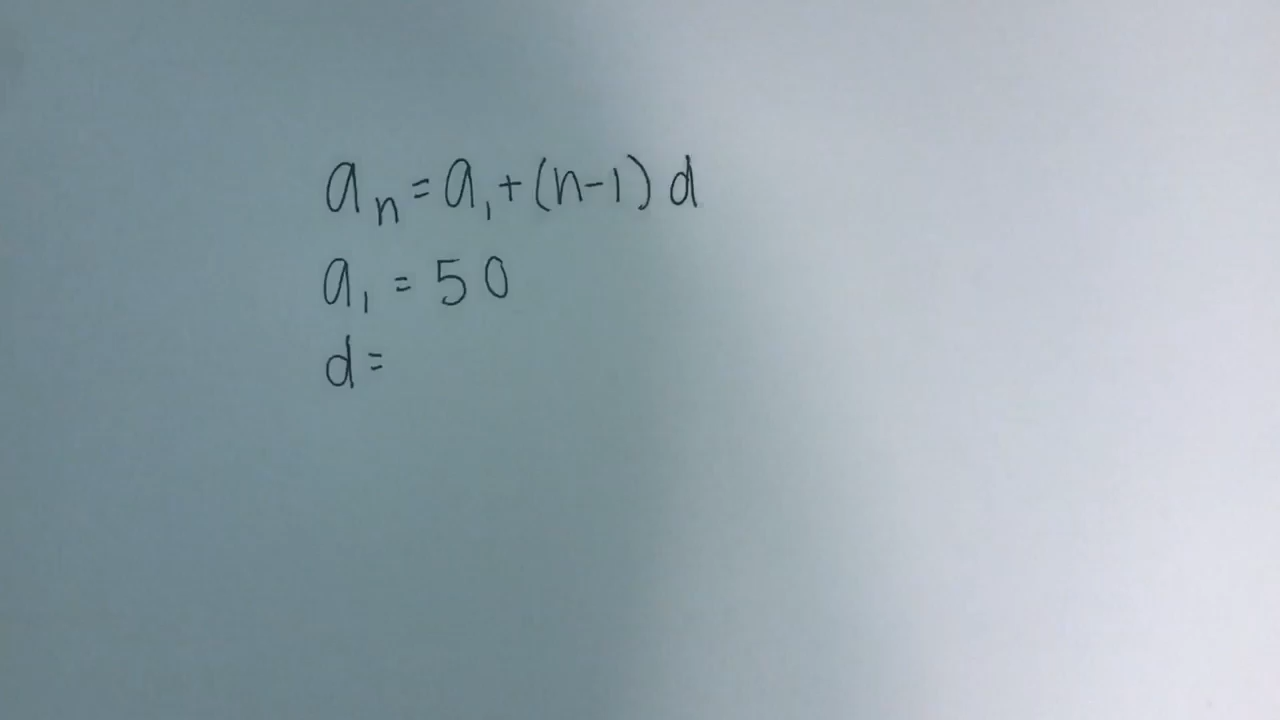 aₙ = a₁ + (n-1) d
a₁ = 50
d =